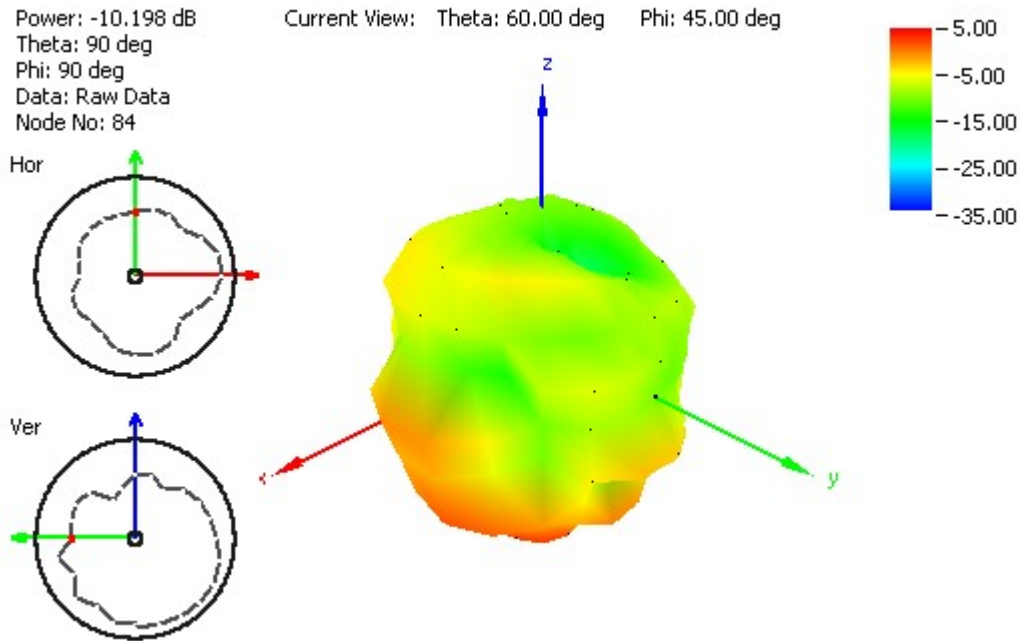 Power: -10.198 dB
Theta: 90 deg
Phi: 90 deg
Data: Raw Data
Node No: 84
Current View: Theta: 60.00 deg Phi: 45.00 deg
5.00
-5.00
-15.00
-25.00
-35.00
Hor
Ver
z
x
y